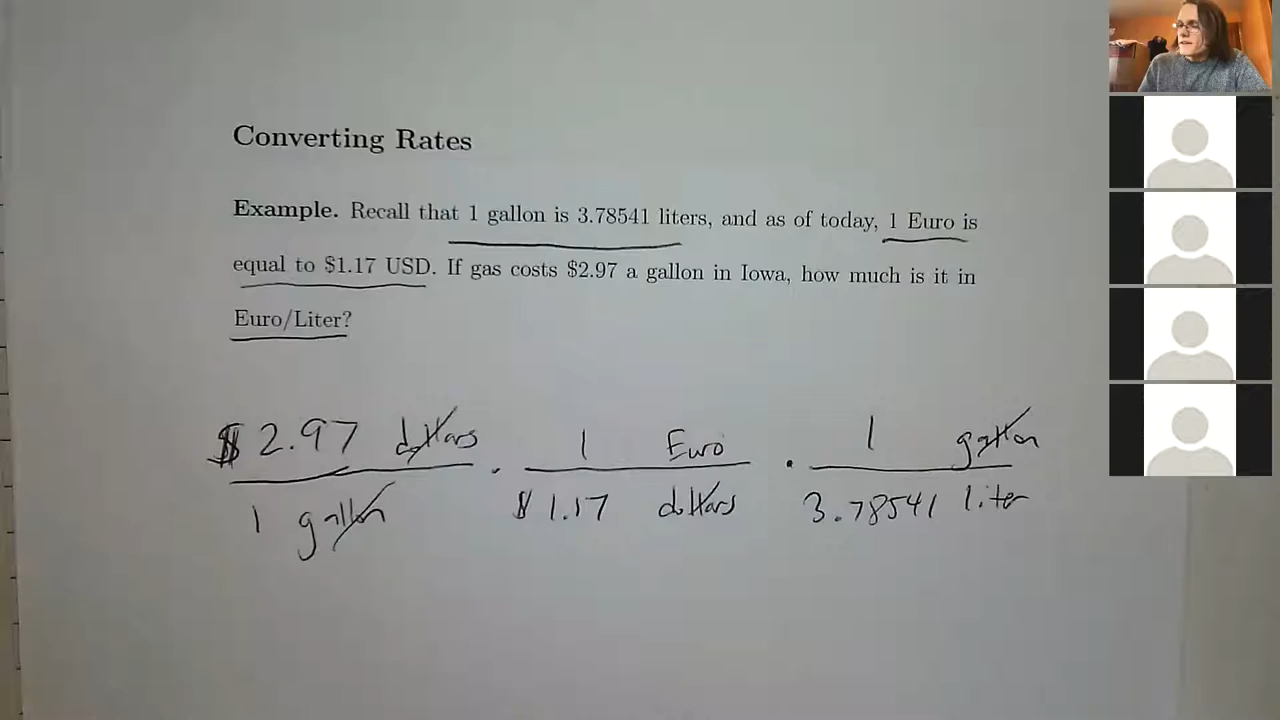 Converting Rates
Example. Recall that 1 gallon is 3.78541 liters, and as of today, 1 Euro is
equal to $1.17 USD. If gas costs $2.97 a gallon in Iowa, how much is it in
Euro/Liter?
$2.97 dollars · 1 Euro · 1 gallon
1 gallon $1.17 dollars 3.78541 liter